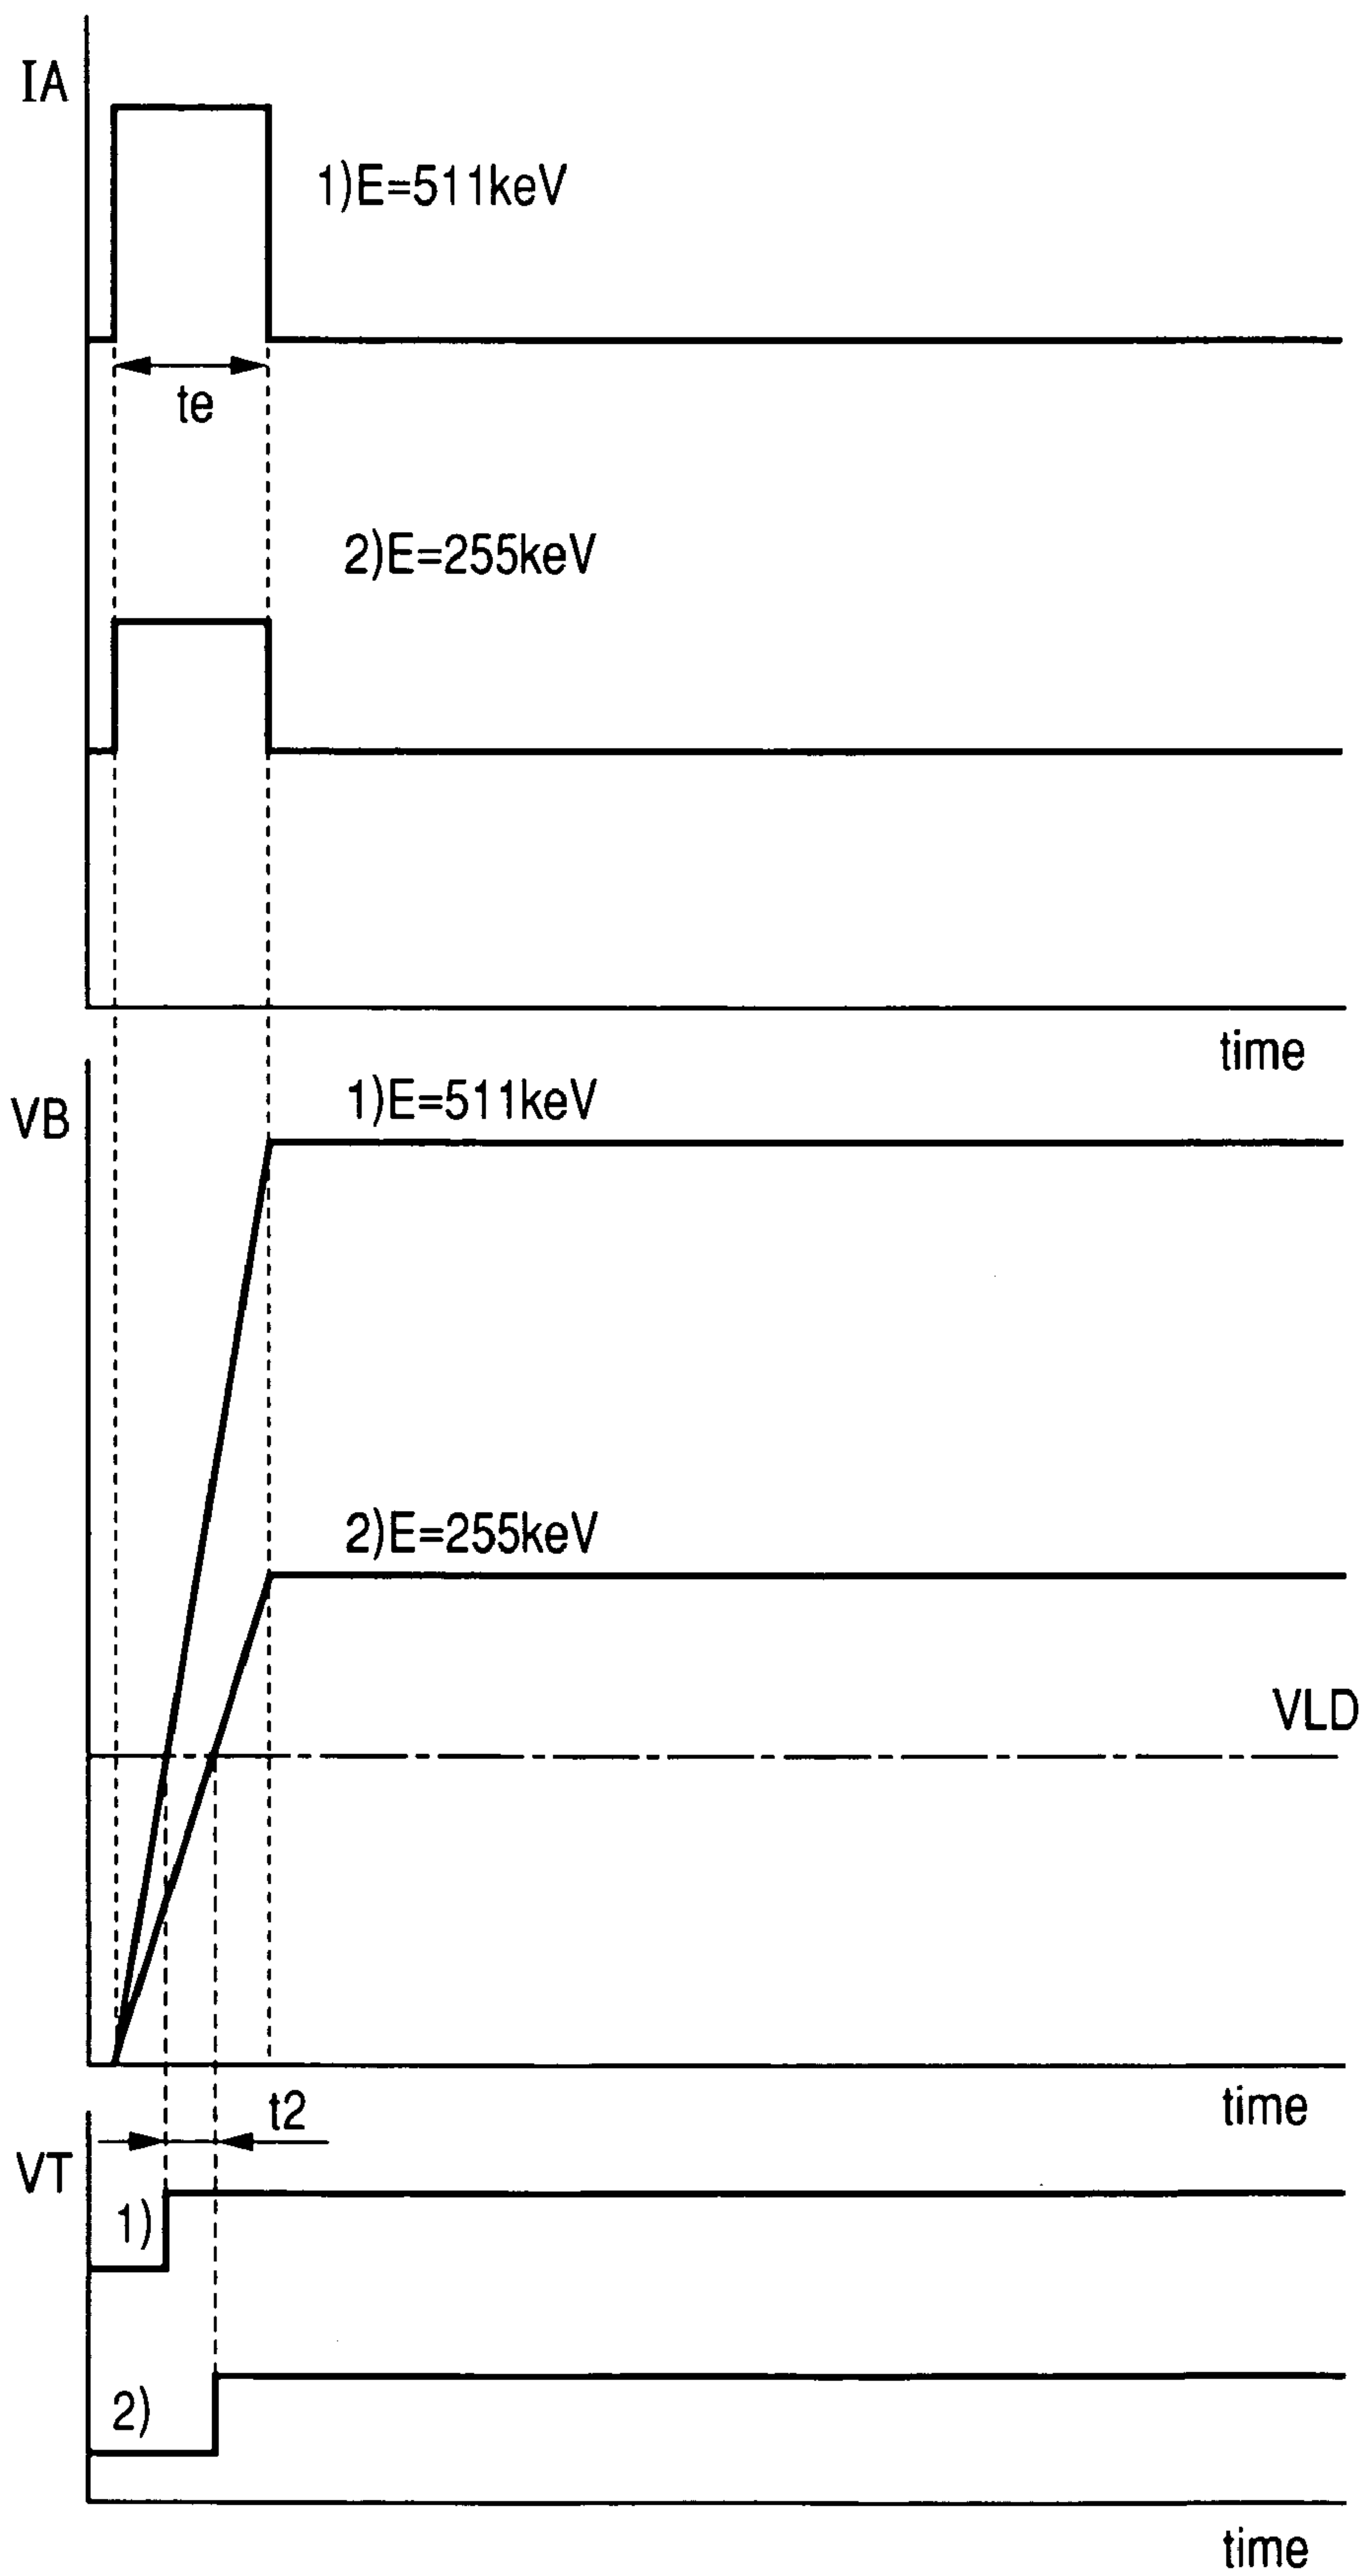 IA
1)E=511keV
te
2)E=255keV
time
VB
1)E=511keV
2)E=255keV
VLD
time
t2
VT
1)
2)
time